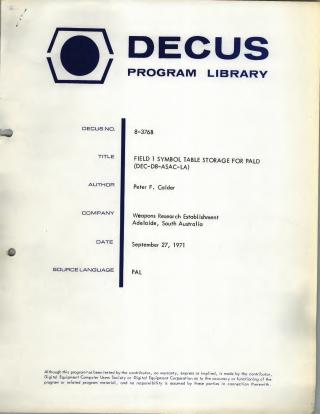 DECUS
PROGRAM LIBRARY
DECUS NO. 8-376B
TITLE FIELD 1 SYMBOL TABLE STORAGE FOR PALD
(DEC-D8-ASAC-LA)
AUTHOR Peter F. Calder
COMPANY Weapons Research Establishment
Adelaide, South Australia
DATE September 27, 1971
SOURCE LANGUAGE PAL
Although this program has been tested by the contributor, no warranty, express or implied, is made by the contributor,
Digital Equipment Computer Users Society or Digital Equipment Corporation as to the accuracy or functioning of the
program or related program material, and no responsibility is assumed by these parties in connection therewith.